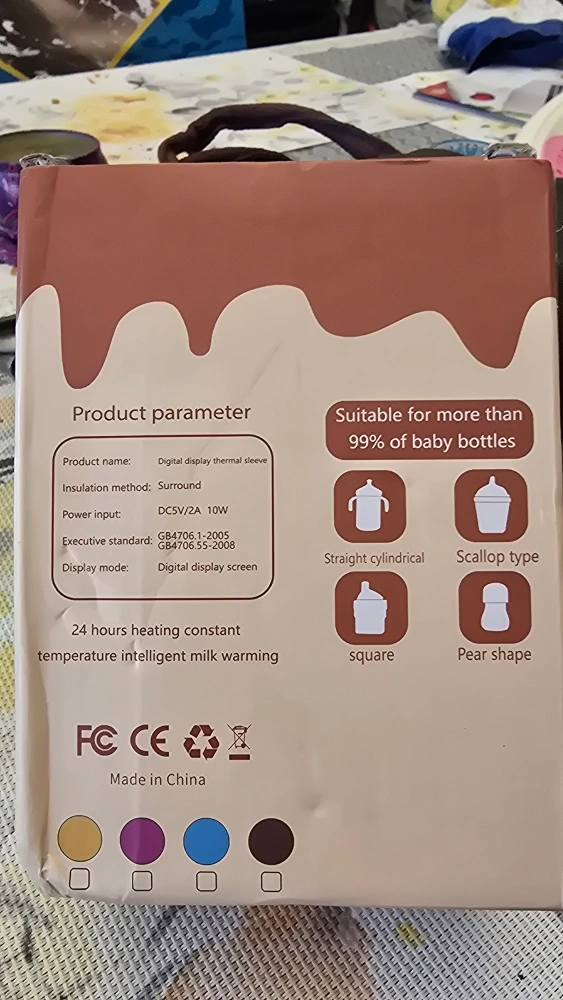 Product parameter
Product name: Digital display thermal sleeve
Insulation method: Surround
Power input: DC5V/2A 10W
Executive standard: GB4706.1-2005
GB4706.55-2008
Display mode: Digital display screen
24 hours heating constant
temperature intelligent milk warming
FC CE
Made in China
Suitable for more than
99% of baby bottles
Straight cylindrical
Scallop type
square
Pear shape